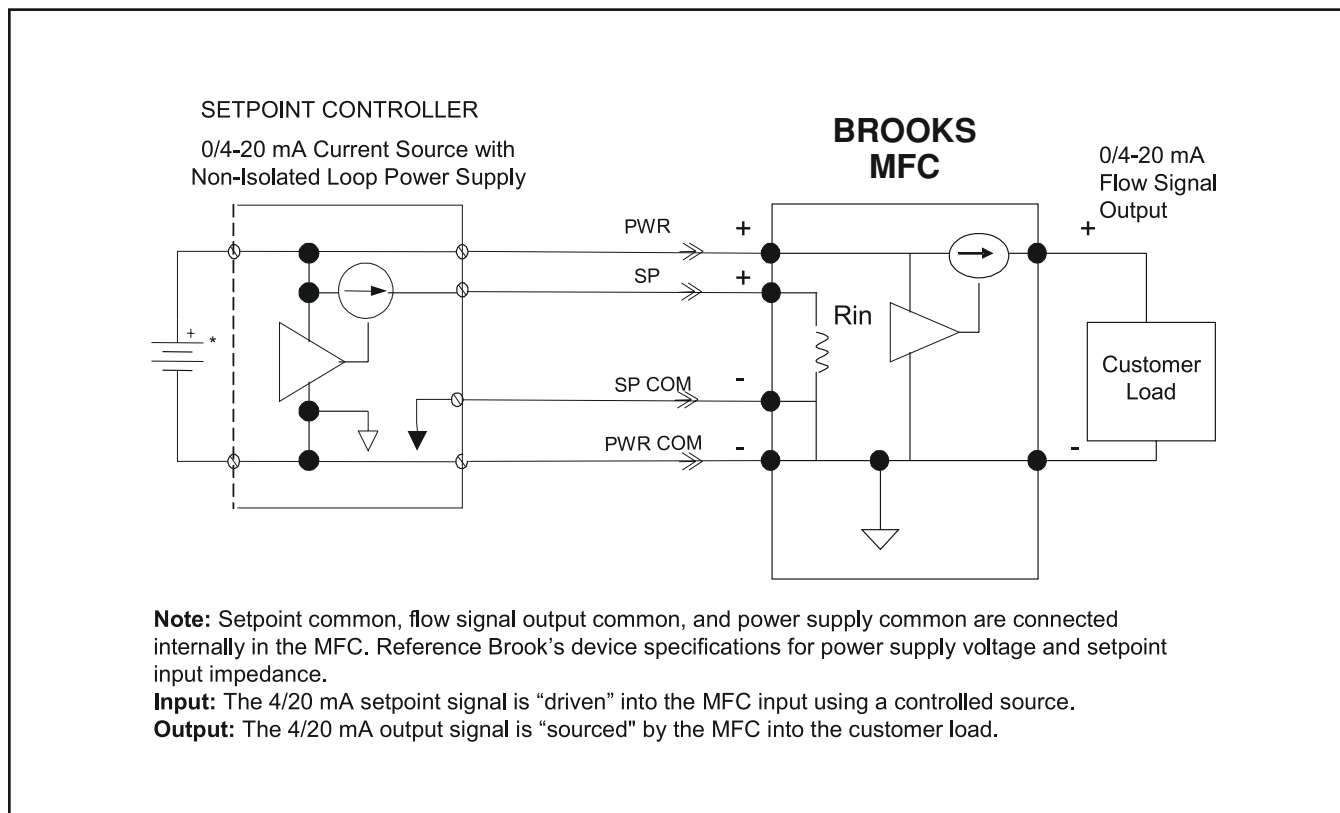 SETPOINT CONTROLLER
0/4-20 mA Current Source with
Non-Isolated Loop Power Supply
BROOKS
MFC
0/4-20 mA
Flow Signal
Output
PWR
+
+
SP
+
Rin
+
*
Customer
Load
SP COM
-
PWR COM
-
-
Note: Setpoint common, flow signal output common, and power supply common are connected
internally in the MFC. Reference Brook's device specifications for power supply voltage and setpoint
input impedance.
Input: The 4/20 mA setpoint signal is “driven” into the MFC input using a controlled source.
Output: The 4/20 mA output signal is “sourced" by the MFC into the customer load.